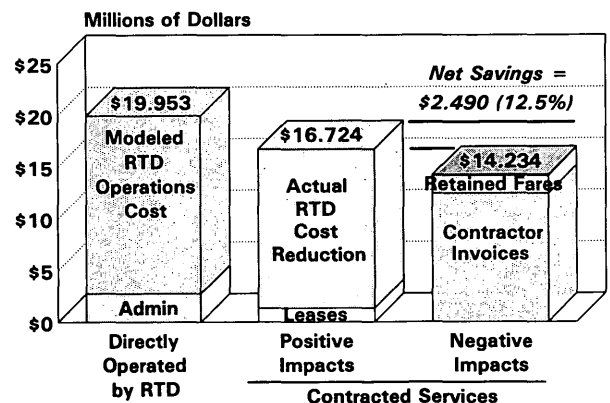 Millions of Dollars
$25
$20
$15
$10
$5
$0
Net Savings =
$2.490 (12.5%)
$19.953
Modeled
RTD
Operations
Cost
Admin
$16.724
Actual
RTD
Cost
Reduction
Leases
$14.234
Retained Fares
Contractor
Invoices
Directly
Operated
by RTD
Positive
Impacts
Negative
Impacts
Contracted Services